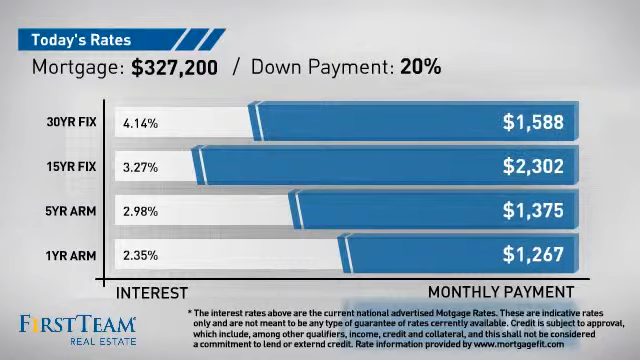 Today's Rates
Mortgage: $327,200 / Down Payment: 20%
30YR FIX 4.14% $1,588
15YR FIX 3.27% $2,302
5YR ARM 2.98% $1,375
1YR ARM 2.35% $1,267
INTEREST MONTHLY PAYMENT
FIRSTTEAM®
REAL ESTATE
* The interest rates above are the current national advertised Motgage Rates. These are indicative rates
only and are not meant to be any type of guarantee of rates cerrently available. Credit is subject to approval,
which include, among other qualifiers, income, credit and collateral, and this shall not be considered
a commitment to lend or externd credit. Rate information provided by www.mortgagefit.com